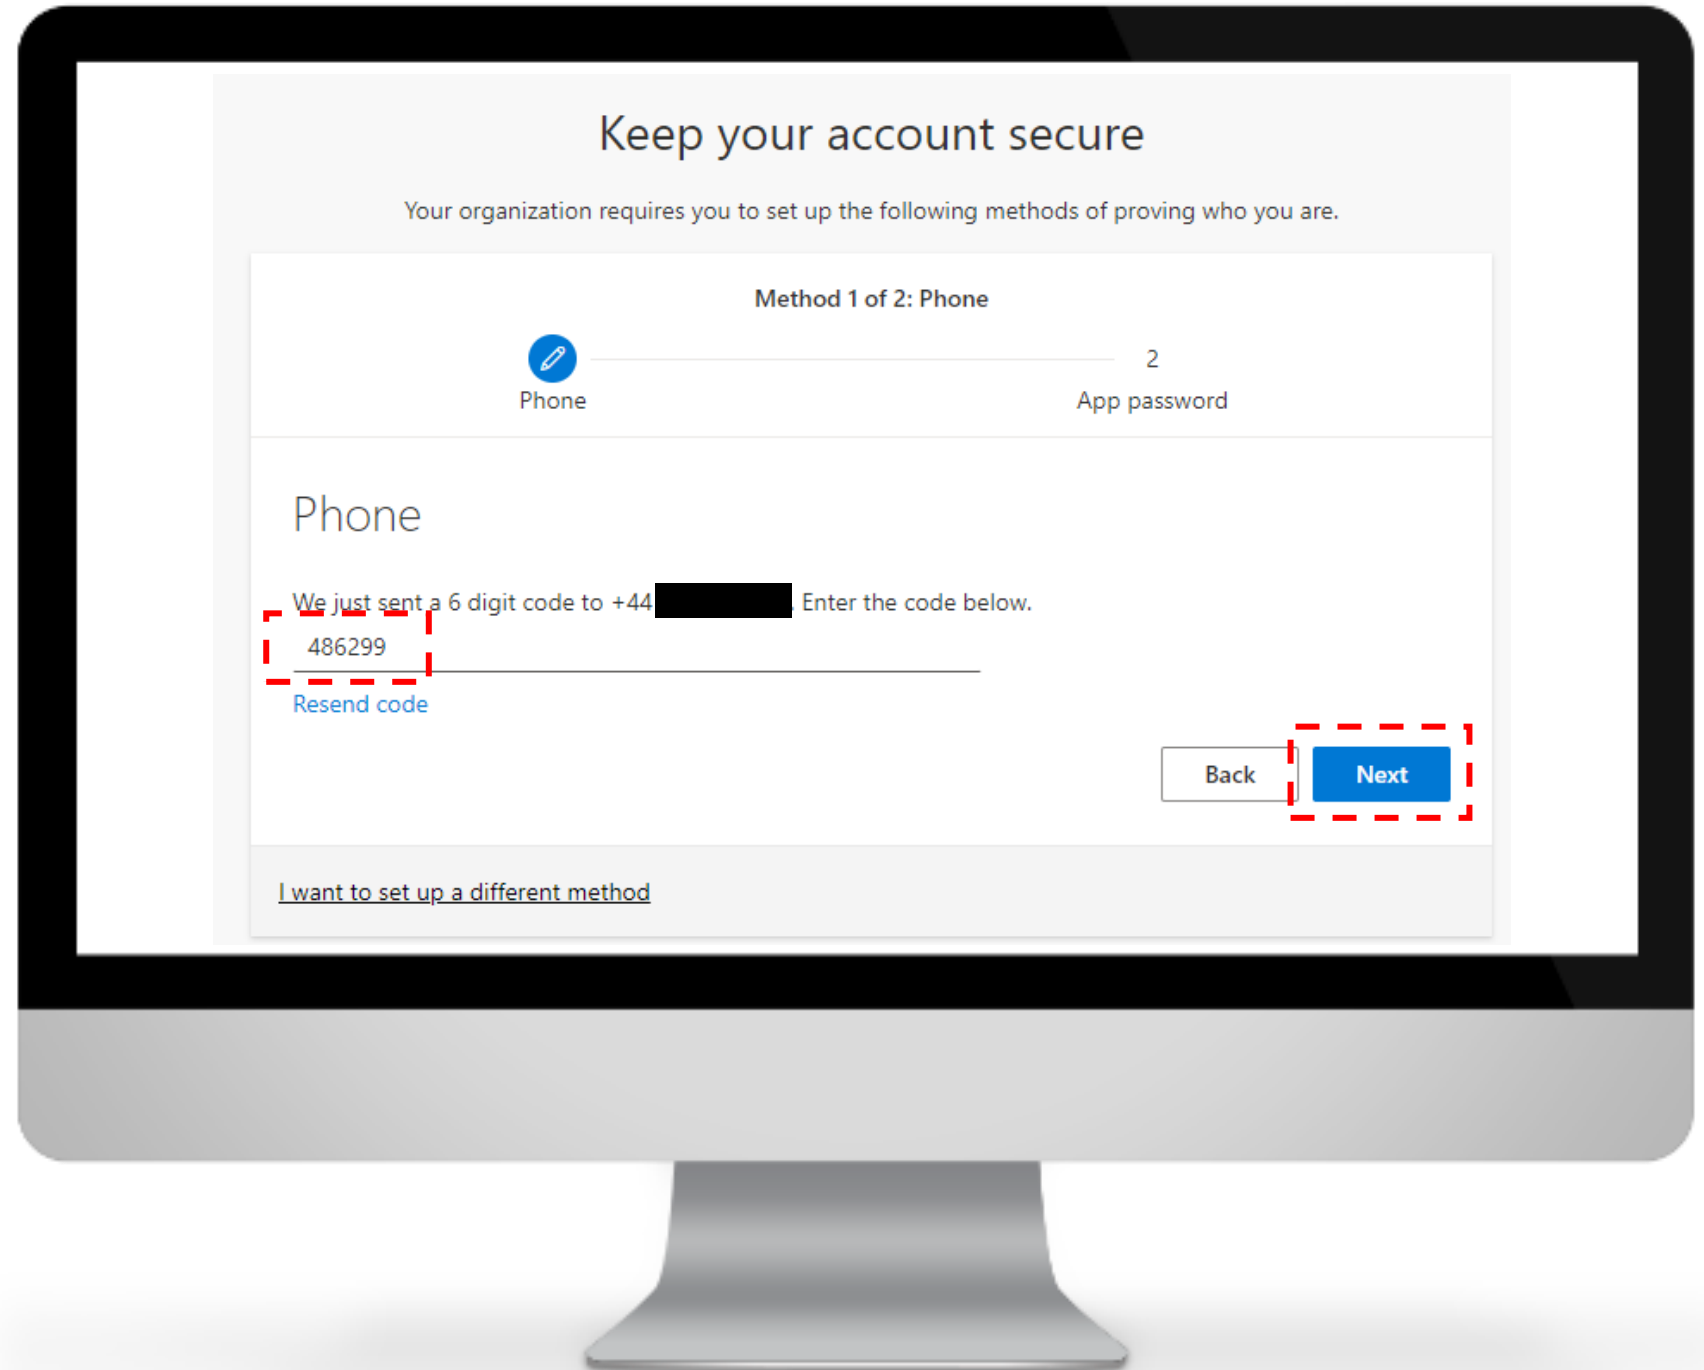 Keep your account secure
Your organization requires you to set up the following methods of proving who you are.
Method 1 of 2: Phone
2
Phone
App password
Phone
We just sent a 6 digit code to +44 . Enter the code below.
486299
Resend code
Back
Next
I want to set up a different method